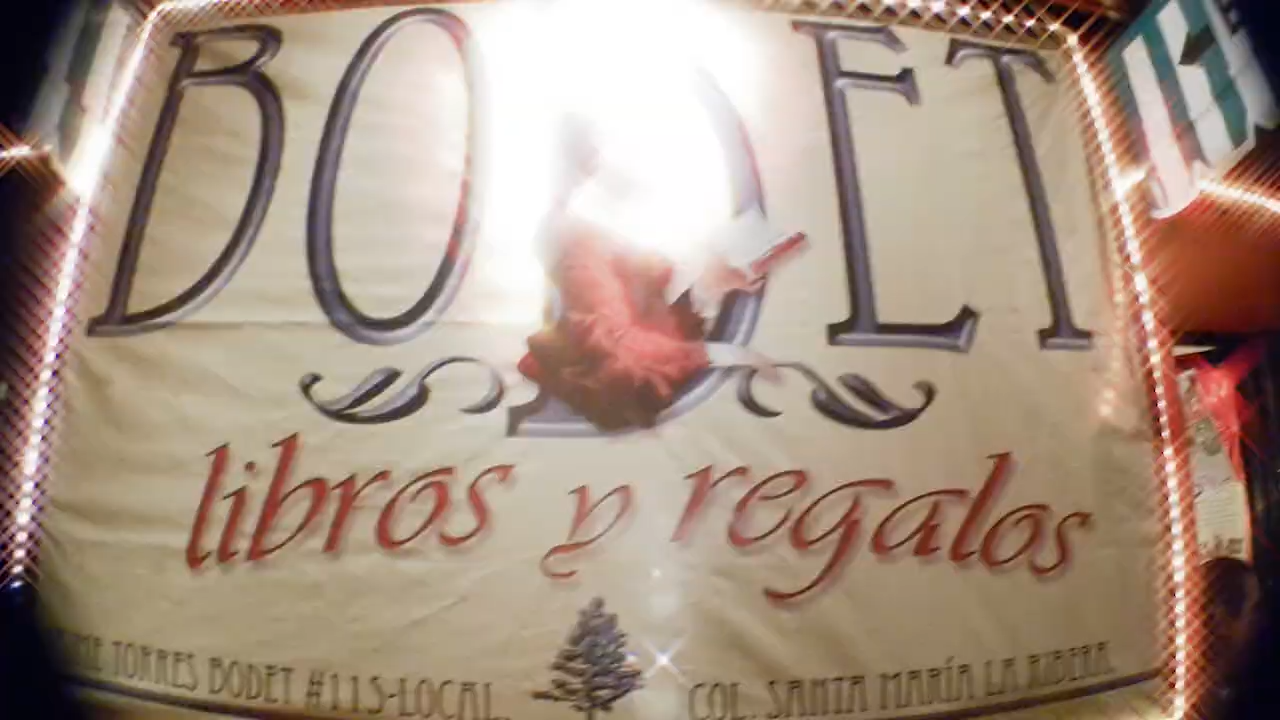 BODET
libros y regalos
TORRES BODET #115-LOCAL
COL. SANTA MARÍA LA RIBERA